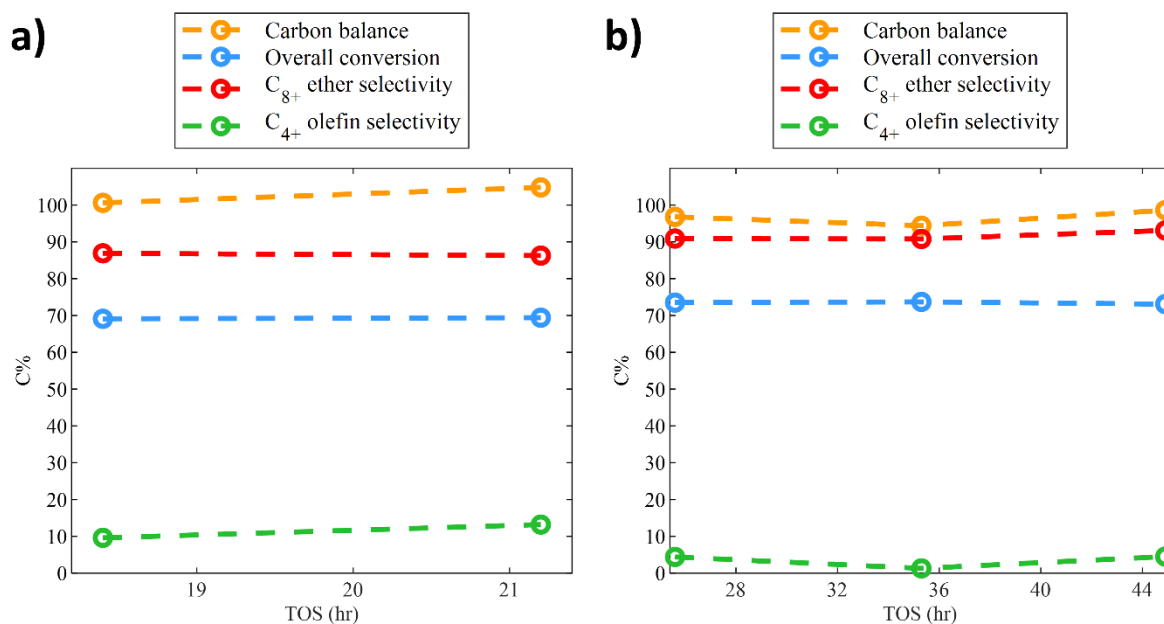 a)
Carbon balance
Overall conversion
C8+ ether selectivity
C4+ olefin selectivity
100
90
80
70
60
50
40
30
20
10
0
C%
19
20
21
TOS (hr)
b)
Carbon balance
Overall conversion
C8+ ether selectivity
C4+ olefin selectivity
100
90
80
70
60
50
40
30
20
10
0
C%
28
32
36
40
44
TOS (hr)